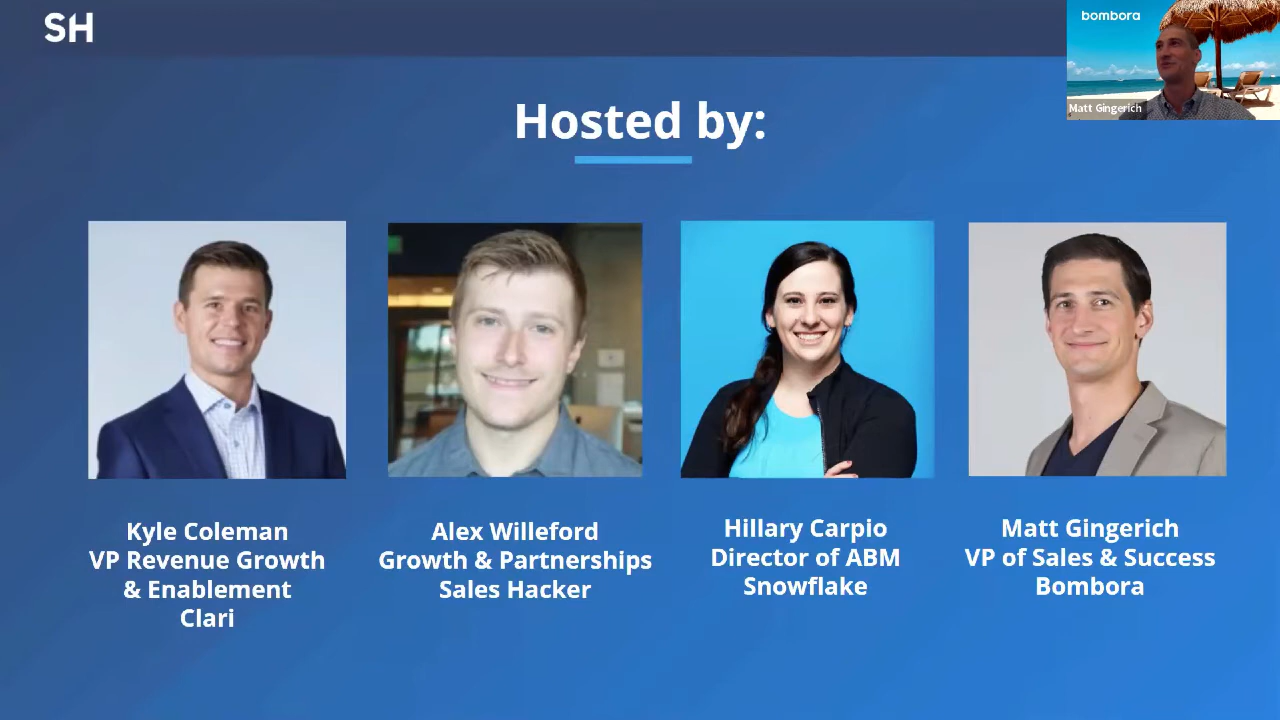 SH
bombora
Matt Gingerich
Hosted by:
Kyle Coleman
VP Revenue Growth
& Enablement
Clari
Alex Willeford
Growth & Partnerships
Sales Hacker
Hillary Carpio
Director of ABM
Snowflake
Matt Gingerich
VP of Sales & Success
Bombora